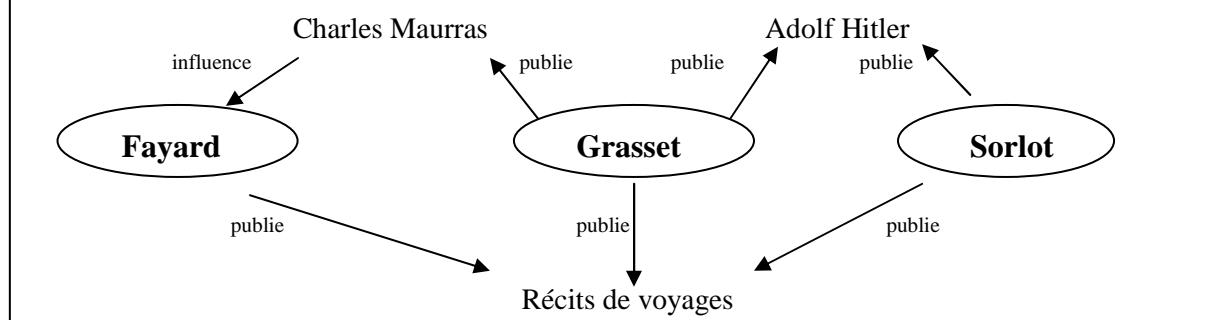 Charles Maurras
Adolf Hitler
influence
publie
publie
publie
Fayard
Grasset
Sorlot
publie
publie
publie
Récits de voyages